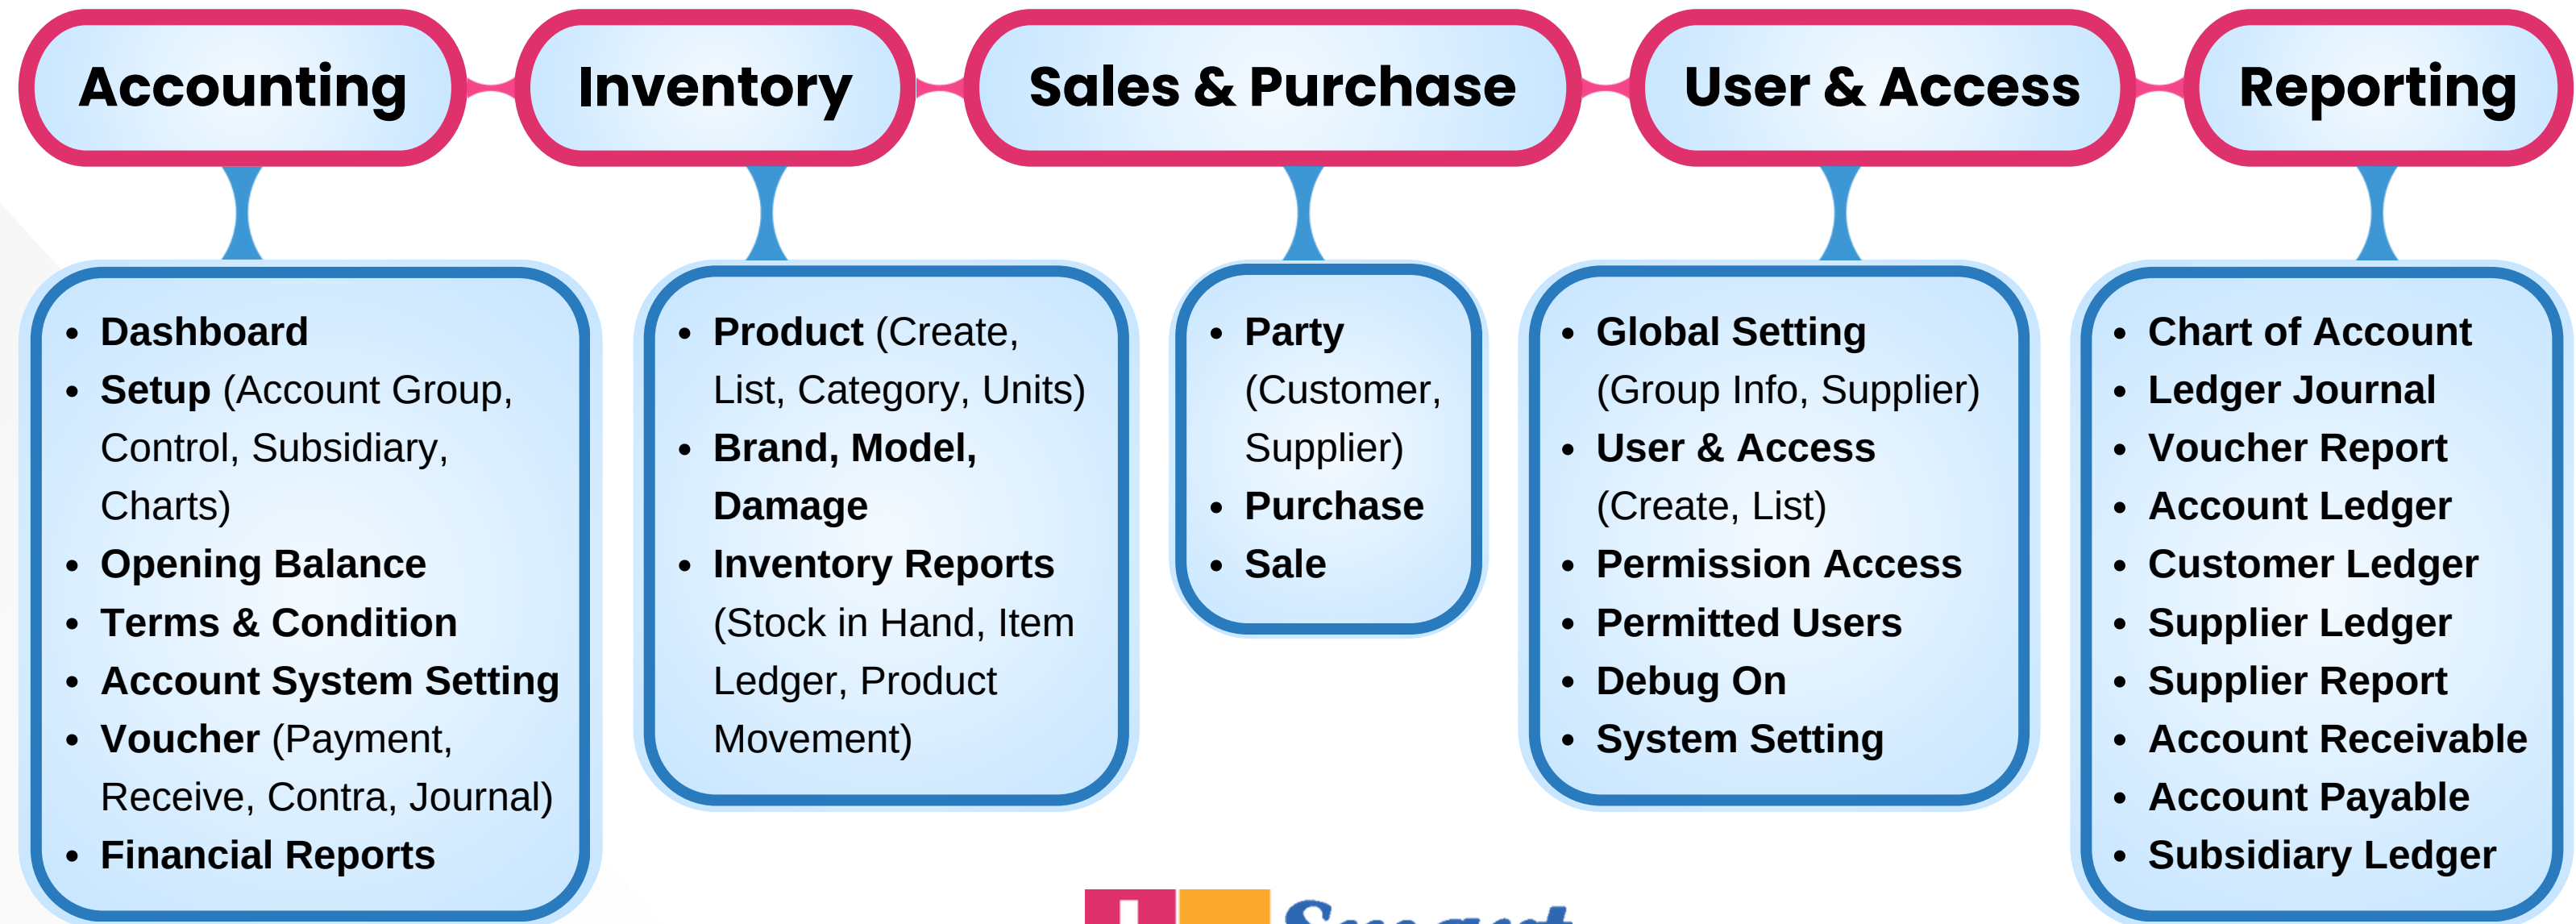 Accounting
Inventory
Sales & Purchase
User & Access
Reporting
• Dashboard
• Setup (Account Group,
Control, Subsidiary,
Charts)
• Opening Balance
• Terms & Condition
• Account System Setting
• Voucher (Payment,
Receive, Contra, Journal)
• Financial Reports
• Product (Create,
List, Category, Units)
• Brand, Model,
Damage
• Inventory Reports
(Stock in Hand, Item
Ledger, Product
Movement)
• Party
(Customer,
Supplier)
• Purchase
• Sale
• Global Setting
(Group Info, Supplier)
• User & Access
(Create, List)
• Permission Access
• Permitted Users
• Debug On
• System Setting
• Chart of Account
• Ledger Journal
• Voucher Report
• Account Ledger
• Customer Ledger
• Supplier Ledger
• Supplier Report
• Account Receivable
• Account Payable
• Subsidiary Ledger
Smart